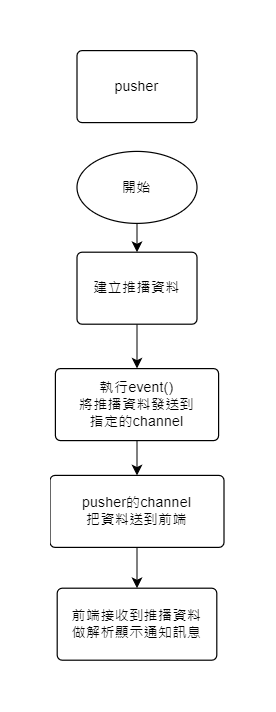 pusher
開始
建立推播資料
執行event()
將推播資料發送到
指定的channel
pusher的channel
把資料送到前端
前端接收到推播資料
做解析顯示通知訊息